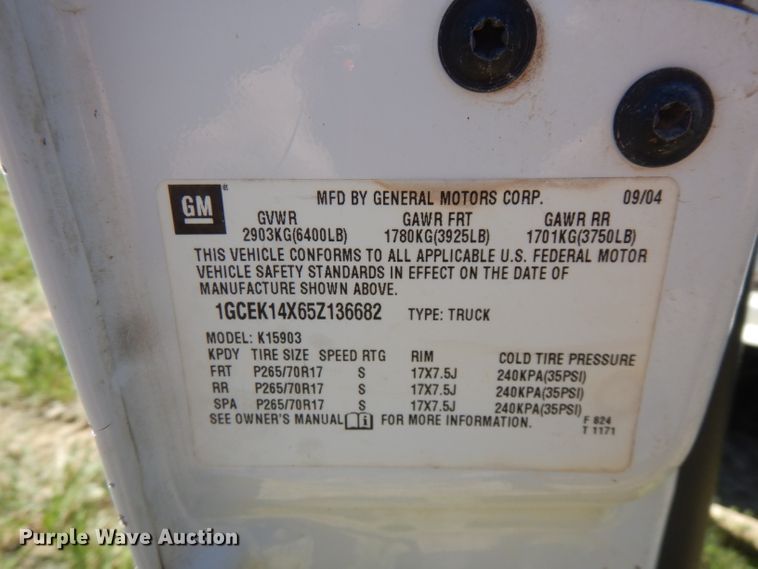 GM
MFD BY GENERAL MOTORS CORP. 09/04
GVWR GAWR FRT GAWR RR
2903KG(6400LB) 1780KG(3925LB) 1701KG(3750LB)
THIS VEHICLE CONFORMS TO ALL APPLICABLE U.S. FEDERAL MOTOR
VEHICLE SAFETY STANDARDS IN EFFECT ON THE DATE OF
MANUFACTURE SHOWN ABOVE.
1GCEK14X65Z136682 TYPE: TRUCK
MODEL: K15903
KPDY TIRE SIZE SPEED RTG RIM COLD TIRE PRESSURE
FRT P265/70R17 S 17X7.5J 240KPA(35PSI)
RR P265/70R17 S 17X7.5J 240KPA(35PSI)
SPA P265/70R17 S 17X7.5J 240KPA(35PSI)
SEE OWNER'S MANUAL i FOR MORE INFORMATION. F 824
T 1171
Purple Wave Auction